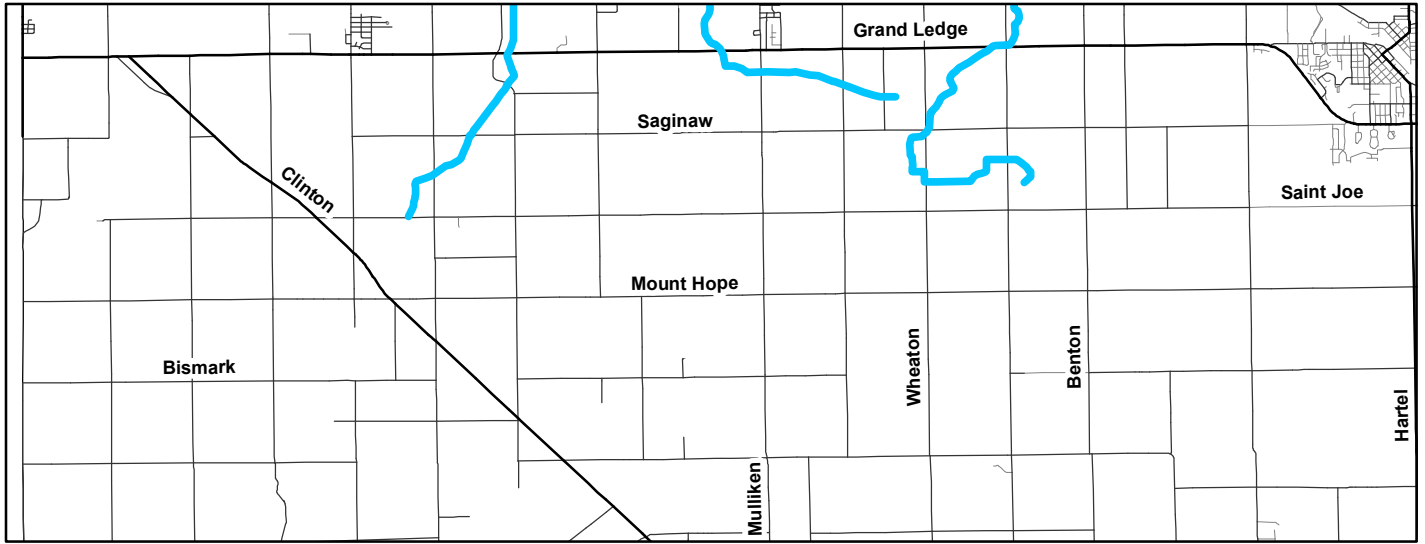 Grand Ledge
Saginaw
Clinton
Saint Joe
Mount Hope
Bismark
Wheaton
Benton
Hartel
Mulliken